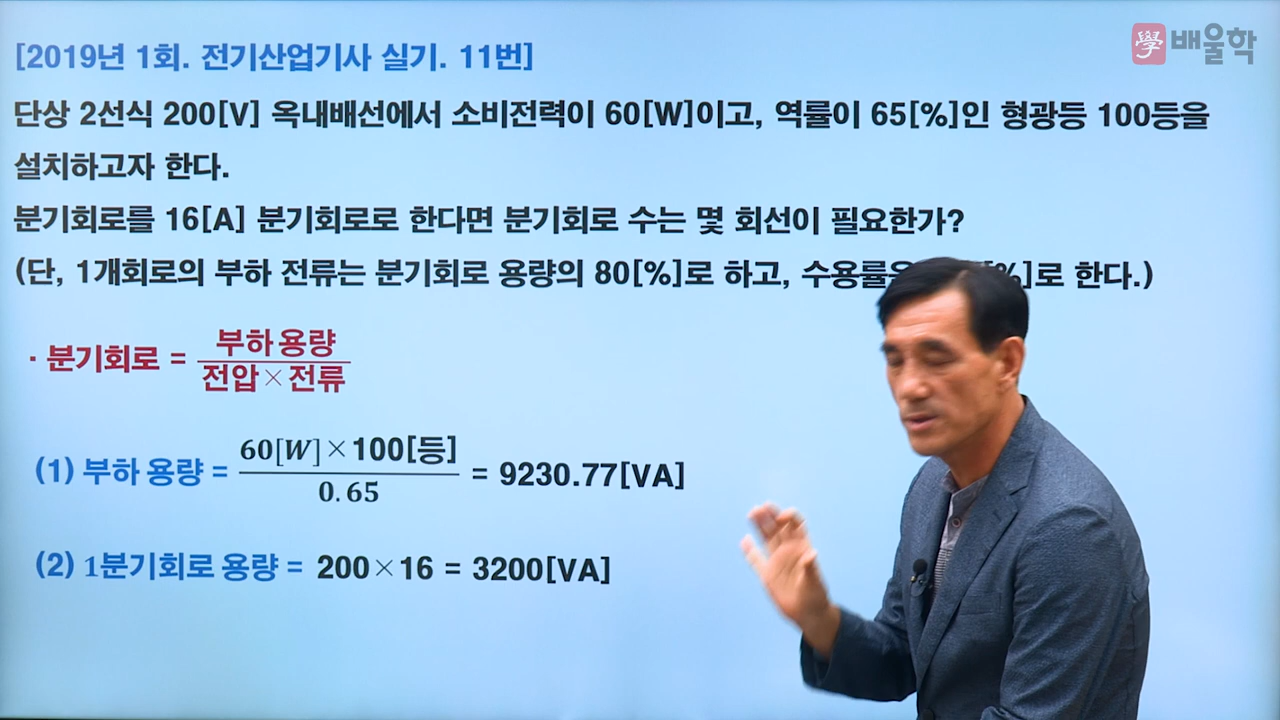 學 배울학
[2019년 1회. 전기산업기사 실기. 11번]
단상 2선식 200[V] 옥내배선에서 소비전력이 60[W]이고, 역률이 65[%]인 형광등 100등을
설치하고자 한다.
분기회로를 16[A] 분기회로로 한다면 분기회로 수는 몇 회선이 필요한가?
(단, 1개회로의 부하 전류는 분기회로 용량의 80[%]로 하고, 수용률은 %]로 한다.)
· 분기회로 = 부하 용량 / 전압 × 전류
(1) 부하 용량 = 60[W] × 100[등] / 0.65 = 9230.77[VA]
(2) 1분기회로 용량 = 200 × 16 = 3200[VA]